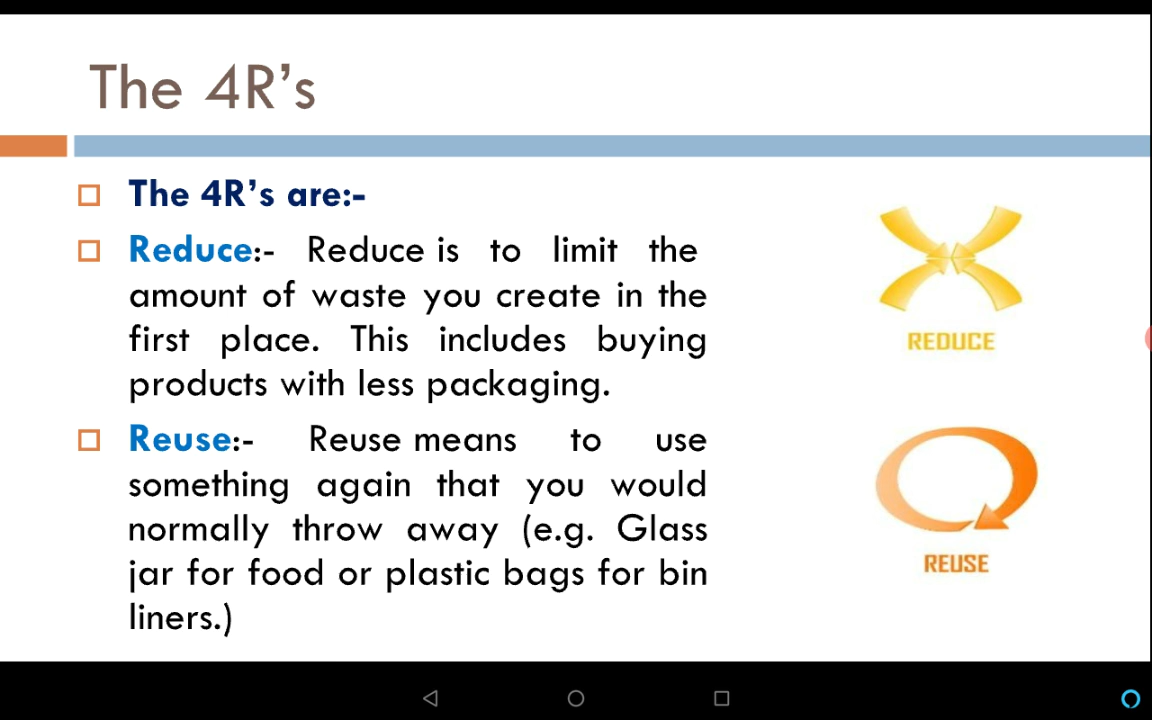 The 4R's
The 4R's are:-
Reduce:- Reduce is to limit the
amount of waste you create in the
first place. This includes buying
products with less packaging.
REDUCE
Reuse:- Reuse means to use
something again that you would
normally throw away (e.g. Glass
jar for food or plastic bags for bin
liners.)
REUSE